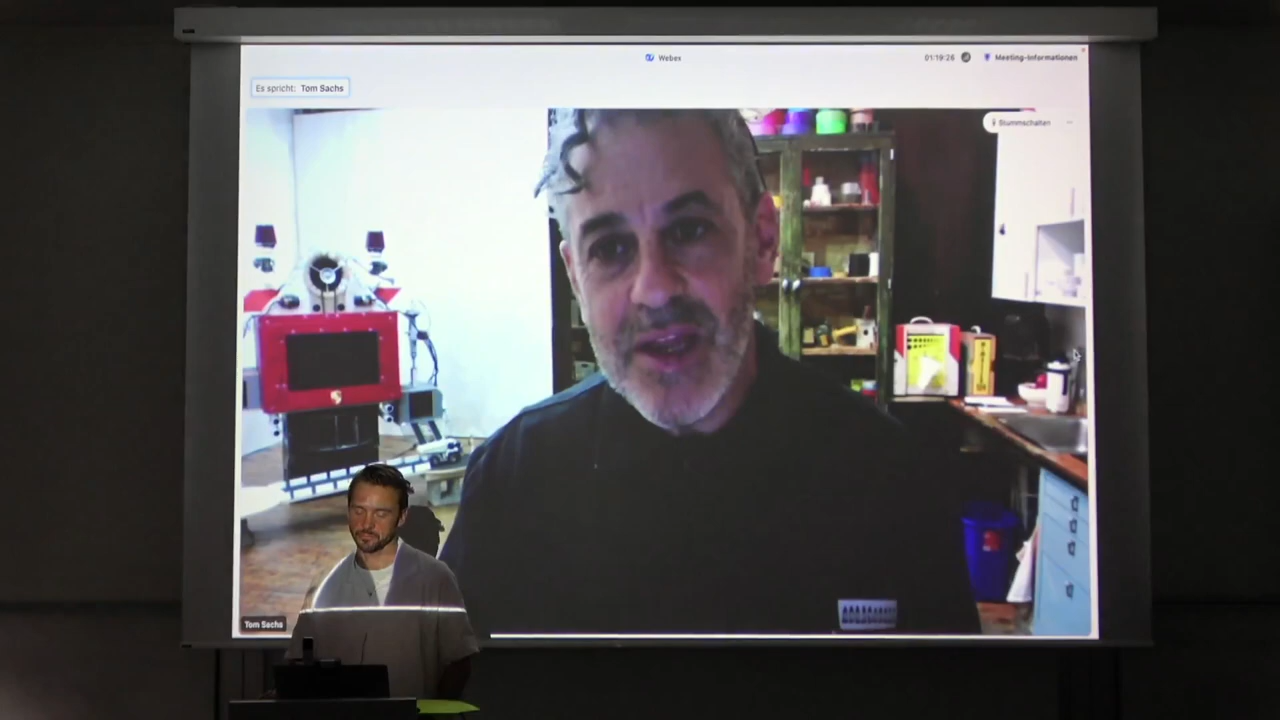 Webex
01:19:26
Meeting-Informationen
Es spricht: Tom Sachs
Stummschalten
Tom Sachs